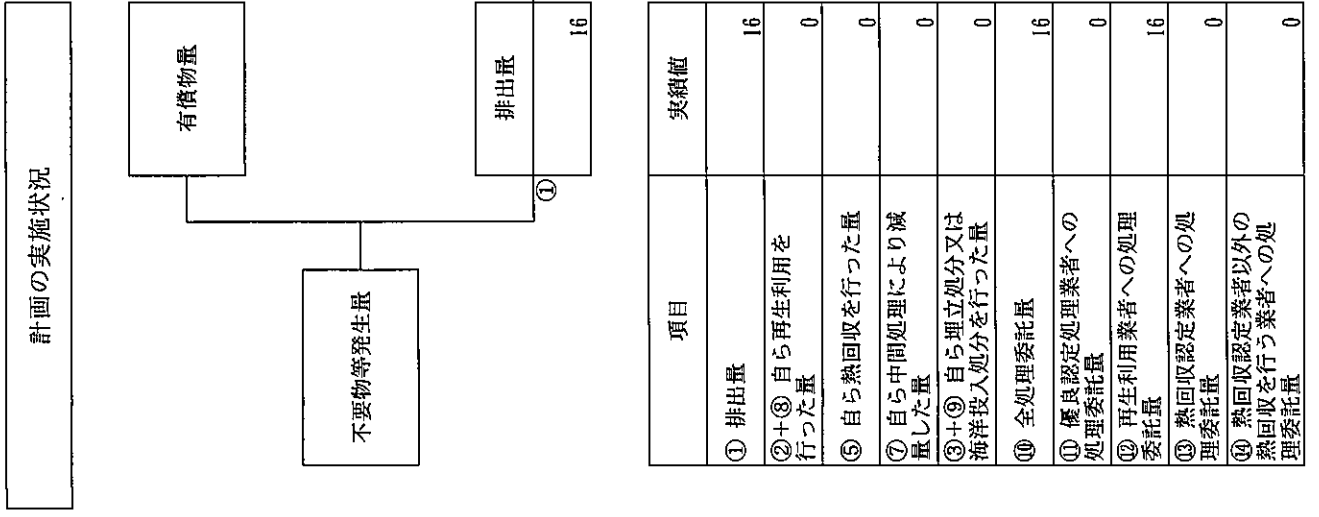 計画の実施状況
有償物量
不要物等発生量
①
排出量
16
項目
実績値
① 排出量
16
②+⑧ 自ら再生利用を
行った量
0
⑤ 自ら熱回収を行った量
0
⑦ 自ら中間処理により減
量した量
0
③+⑨ 自ら埋立処分又は
海洋投入処分を行った量
0
⑩ 全処理委託量
16
⑪ 優良認定処理業者への
処理委託量
0
⑫ 再生利用業者への処理
委託量
16
⑬ 熱回収認定業者への処
理委託量
0
⑭ 熱回収認定業者以外の
熱回収を行う業者への処
理委託量
0